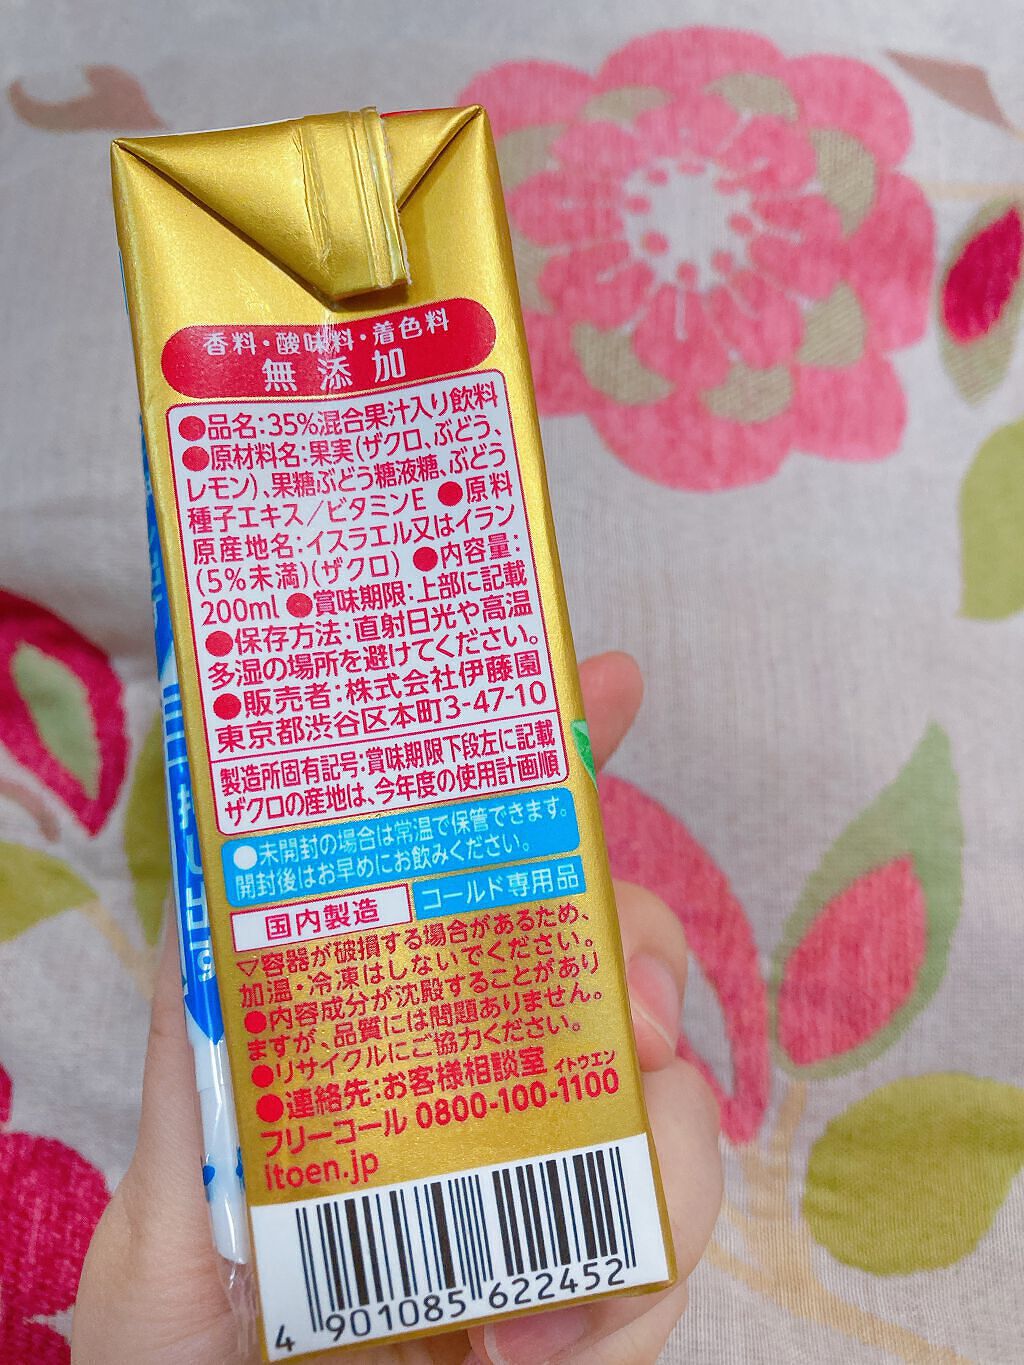 香料・酸味料・着色料
無添加
●品名:35%混合果汁入り飲料
●原材料名:果実(ザクロ、ぶどう、
レモン)、果糖ぶどう糖液糖、ぶどう
種子エキス/ビタミンE ●原料
原産地名:イスラエル又はイラン
(5%未満)(ザクロ) ●内容量:
200ml ●賞味期限:上部に記載
●保存方法:直射日光や高温
多湿の場所を避けてください。
●販売者:株式会社伊藤園
東京都渋谷区本町3-47-10
製造所固有記号:賞味期限下段左に記載
ザクロの産地は、今年度の使用計画順
●未開封の場合は常温で保管できます。
開封後はお早めにお飲みください。
国内製造
コールド専用品
▽容器が破損する場合があるため、
加温・冷凍はしないでください。
●内容成分が沈殿することがあり
ますが、品質には問題ありません。
●リサイクルにご協力ください。
●連絡先:お客様相談室 イトウエン
フリーコール 0800-100-1100
itoen.jp
4 901085 622452